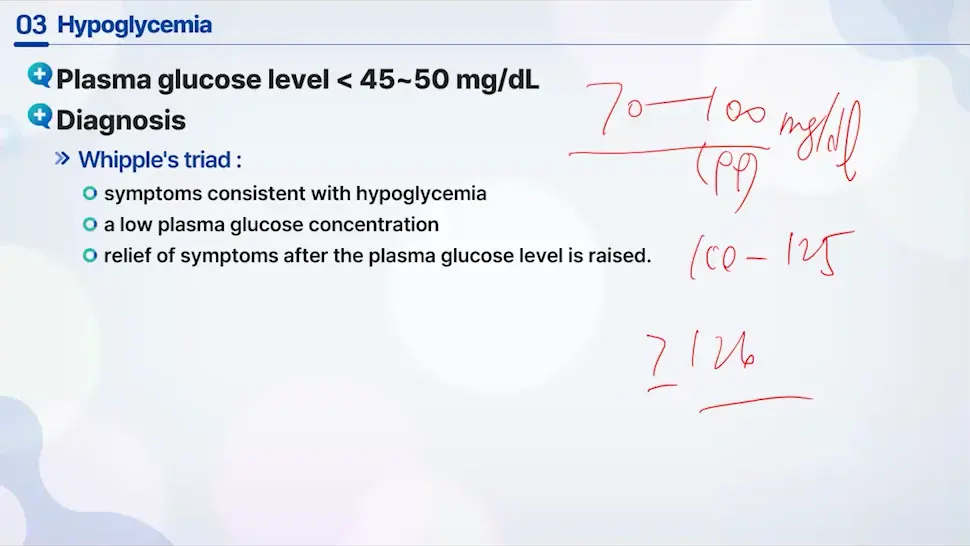 03 Hypoglycemia
Plasma glucose level < 45~50 mg/dL
Diagnosis
Whipple's triad :
symptoms consistent with hypoglycemia
a low plasma glucose concentration
relief of symptoms after the plasma glucose level is raised.
70—100 mg/dl
100 - 125
≥ 126